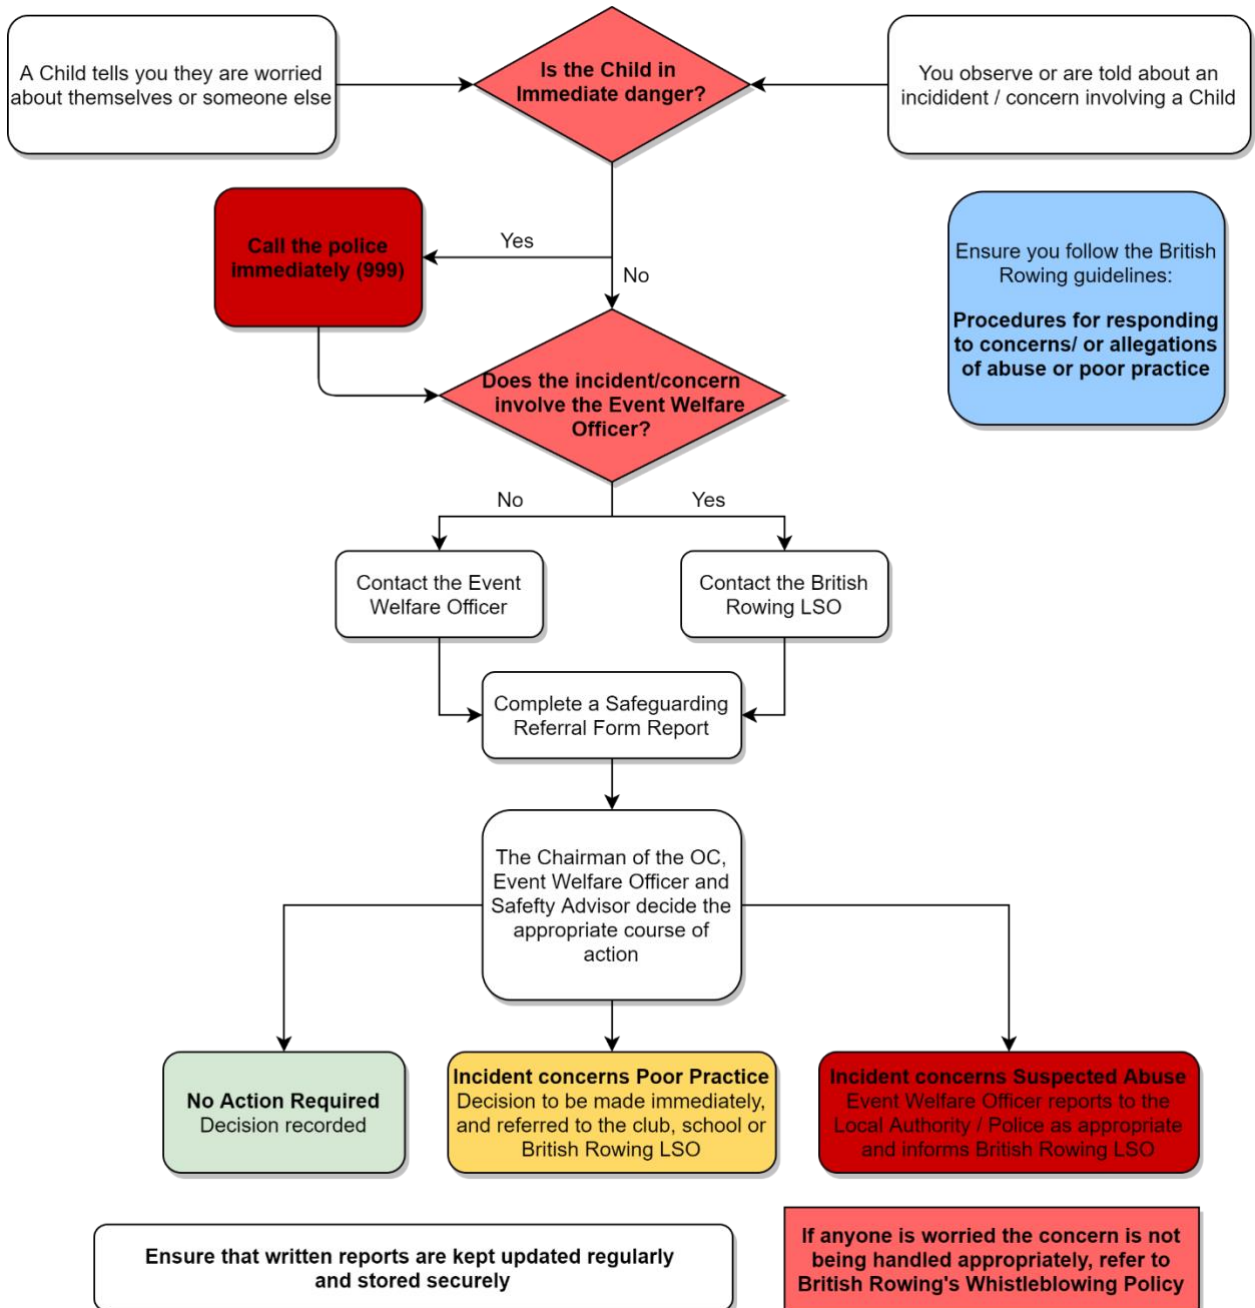 A Child tells you they are worried
about themselves or someone else
Is the Child in
Immediate danger?
You observe or are told about an
incidident / concern involving a Child
Call the police
immediately (999)
Yes
No
Ensure you follow the British
Rowing guidelines:
Procedures for responding
to concerns/ or allegations
of abuse or poor practice
Does the incident/concern
involve the Event Welfare
Officer?
No
Yes
Contact the Event
Welfare Officer
Contact the British
Rowing LSO
Complete a Safeguarding
Referral Form Report
The Chairman of the OC,
Event Welfare Officer and
Safefty Advisor decide the
appropriate course of
action
No Action Required
Decision recorded
Incident concerns Poor Practice
Decision to be made immediately,
and referred to the club, school or
British Rowing LSO
Incident concerns Suspected Abuse
Event Welfare Officer reports to the
Local Authority / Police as appropriate
and informs British Rowing LSO
Ensure that written reports are kept updated regularly
and stored securely
If anyone is worried the concern is not
being handled appropriately, refer to
British Rowing's Whistleblowing Policy